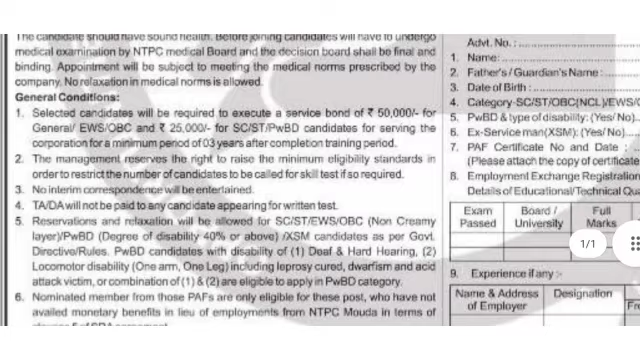 The candidate should have sound health. Before joining candidates will have to undergo
medical examination by NTPC medical Board and the decision board shall be final and
binding. Appointment will be subject to meeting the medical norms prescribed by the
company. No relaxation in medical norms is allowed.
General Conditions:
1. Selected candidates will be required to execute a service bond of ₹ 50,000/- for
General/ EWS/OBC and ₹ 25,000/- for SC/ST/PwBD candidates for serving the
corporation for a minimum period of 03 years after completion training period.
2. The management reserves the right to raise the minimum eligibility standards in
order to restrict the number of candidates to be called for skill test if so required.
3. No interim correspondence will be entertained.
4. TA/DA will not be paid to any candidate appearing for written test.
5. Reservations and relaxation will be allowed for SC/ST/EWS/OBC (Non Creamy
layer)/PwBD (Degree of disability 40% or above) /XSM candidates as per Govt.
Directive/Rules. PwBD candidates with disability of (1) Deaf & Hard Hearing, (2)
Locomotor disability (One arm, One Leg) including leprosy cured, dwarfism and acid
attack victim, or combination of (1) & (2) are eligible to apply in PwBD category.
6. Nominated member from those PAFs are only eligible for these post, who have not
availed monetary benefits in lieu of employments from NTPC Mouda in terms of
Advt. No. :
1. Name:
2. Father's / Guardian's Name :
3. Date of Birth :
4. Category-SC/ST/OBC(NCL)/EWS/
5. PwBD & type of disability: (Yes/ No)
6. Ex-Service man(XSM): (Yes/ No)
7. PAF Certificate No and Date :
(Please attach the copy of certificate
8. Employment Exchange Registration
Details of Educational/Technical
Exam Passed
Board / University
Full Marks
1/1
9. Experience if any :-
Name & Address of Employer
Designation